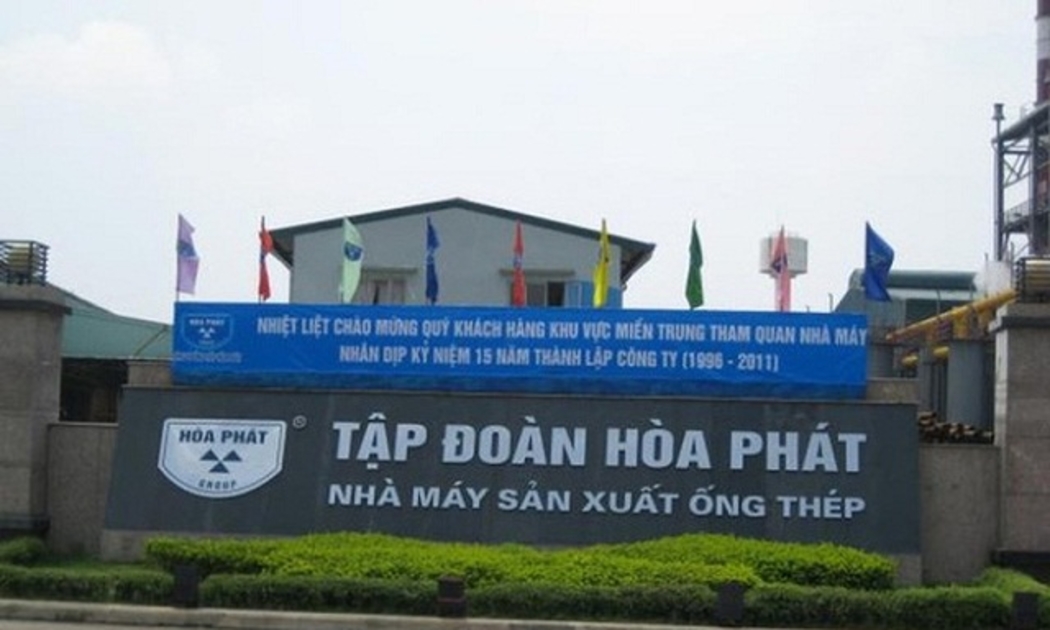 NHIỆT LIỆT CHÀO MỪNG QUÝ KHÁCH HÀNG KHU VỰC MIỀN TRUNG THAM QUAN NHÀ MÁY
NHÂN DỊP KỶ NIỆM 15 NĂM THÀNH LẬP CÔNG TY (1996 - 2011)
HÒA PHÁT
GROUP
®
TẬP ĐOÀN HÒA PHÁT
NHÀ MÁY SẢN XUẤT ỐNG THÉP